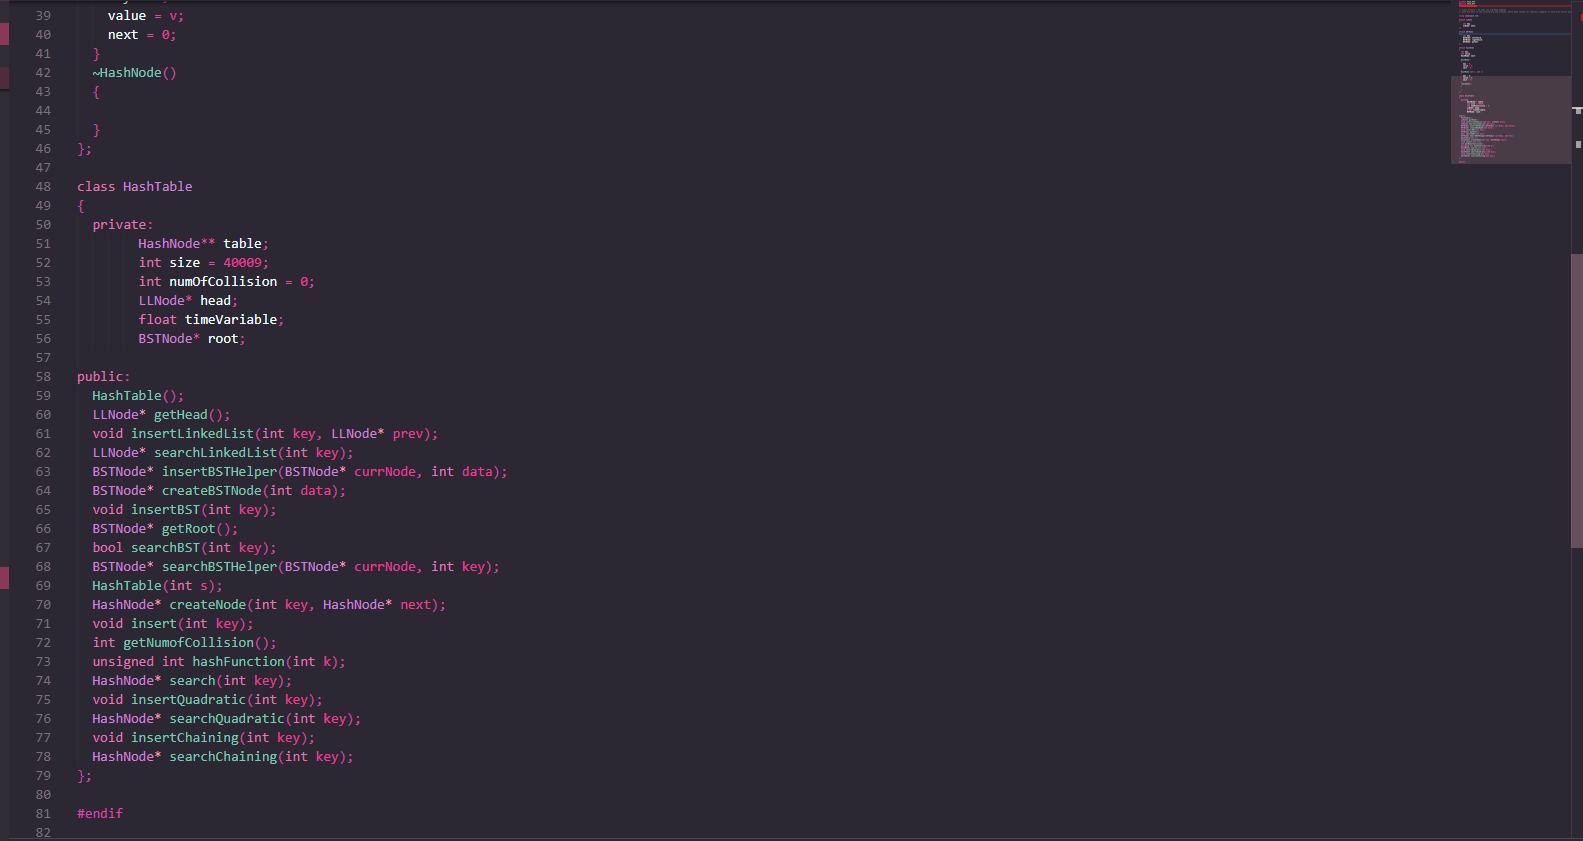 39 value = v;
40 next = 0;
41 }
42 ~HashNode()
43 {
44
45 }
46 };
47
48 class HashTable
49 {
50 private:
51 HashNode** table;
52 int size = 40009;
53 int numOfCollision = 0;
54 LLNode* head;
55 float timeVariable;
56 BSTNode* root;
57
58 public:
59 HashTable();
60 LLNode* getHead();
61 void insertLinkedList(int key, LLNode* prev);
62 LLNode* searchLinkedList(int key);
63 BSTNode* insertBSTHelper(BSTNode* currNode, int data);
64 BSTNode* createBSTNode(int data);
65 void insertBST(int key);
66 BSTNode* getRoot();
67 bool searchBST(int key);
68 BSTNode* searchBSTHelper(BSTNode* currNode, int key);
69 HashTable(int s);
70 HashNode* createNode(int key, HashNode* next);
71 void insert(int key);
72 int getNumofCollision();
73 unsigned int hashFunction(int k);
74 HashNode* search(int key);
75 void insertQuadratic(int key);
76 HashNode* searchQuadratic(int key);
77 void insertChaining(int key);
78 HashNode* searchChaining(int key);
79 };
80
81 #endif
82